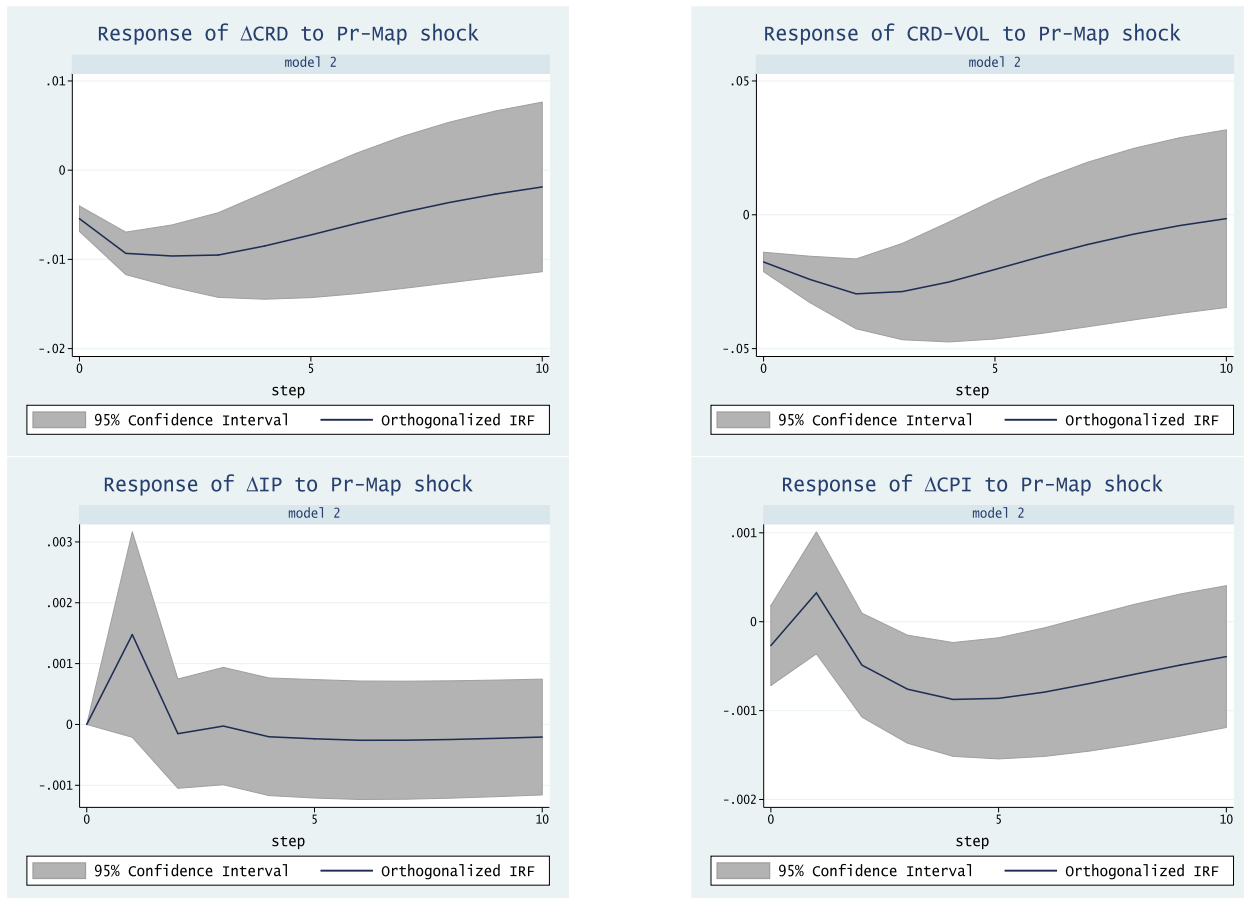 Response of ΔCRD to Pr-Map shock
model 2
.01
0
-.01
-.02
0
5
10
step
95% Confidence Interval
Orthogonalized IRF
Response of CRD-VOL to Pr-Map shock
model 2
.05
0
-.05
0
5
10
step
95% Confidence Interval
Orthogonalized IRF
Response of ΔIP to Pr-Map shock
model 2
.003
.002
.001
0
-.001
0
5
10
step
95% Confidence Interval
Orthogonalized IRF
Response of ΔCPI to Pr-Map shock
model 2
.001
0
-.001
-.002
0
5
10
step
95% Confidence Interval
Orthogonalized IRF